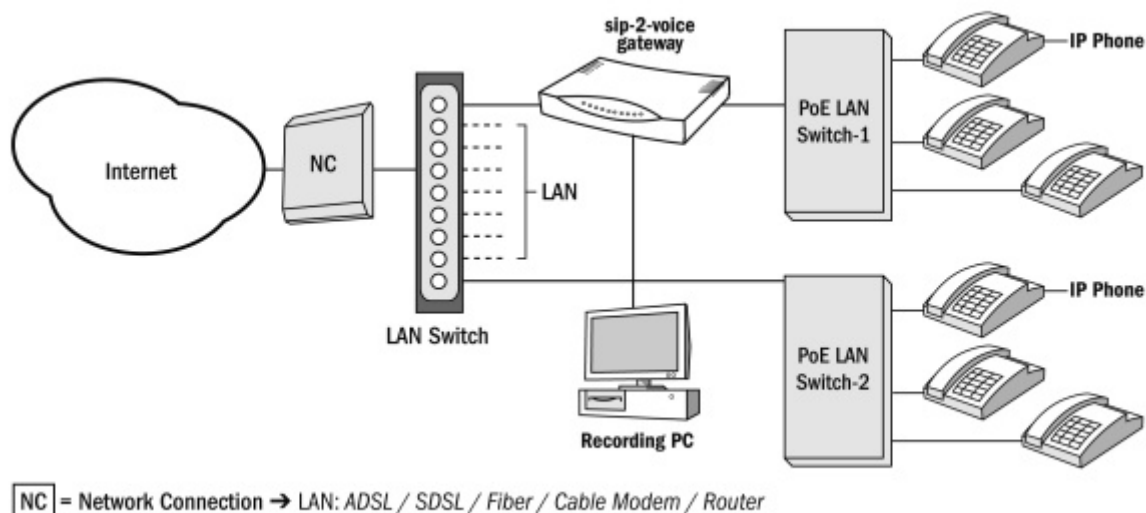 sip-2-voice
gateway
IP Phone
PoE LAN
Switch-1
Internet
NC
LAN
LAN Switch
IP Phone
PoE LAN
Switch-2
Recording PC
NC = Network Connection ➔ LAN: ADSL / SDSL / Fiber / Cable Modem / Router